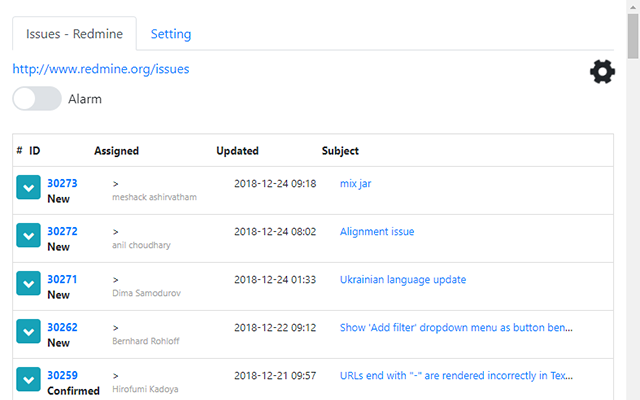 Issues - Redmine Setting
http://www.redmine.org/issues
Alarm
# ID Assigned Updated Subject
30273 > 2018-12-24 09:18 mix jar
New meshack ashirvatham
30272 > 2018-12-24 08:02 Alignment issue
New anil choudhary
30271 > 2018-12-24 01:33 Ukrainian language update
New Dima Samodurov
30262 > 2018-12-22 09:12 Show 'Add filter' dropdown menu as button ben...
New Bernhard Rohloff
30259 > 2018-12-21 09:57 URLs end with "-" are rendered incorrectly in Tex...
Confirmed Hirofumi Kadoya